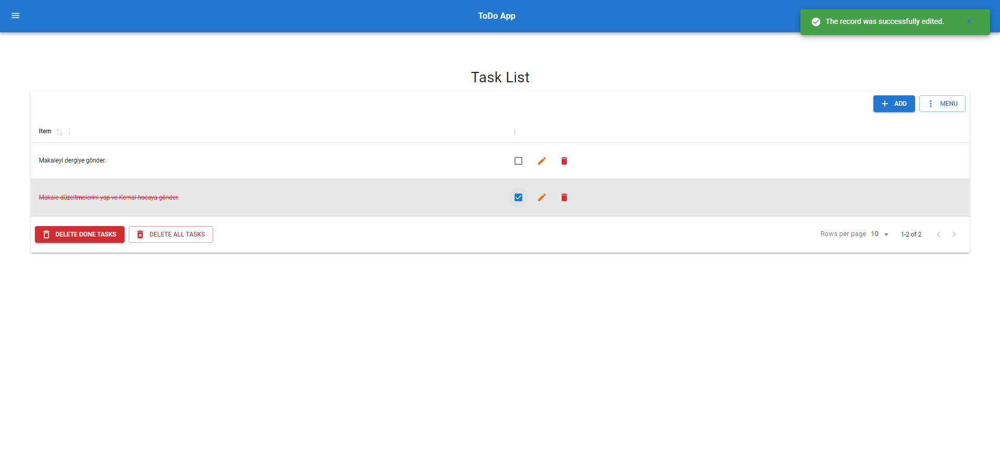 ToDo App
The record was successfully edited.
X
Task List
ADD
MENU
Item
Makaleyi dergiye gönder.
Makale düzeltmelerini yap ve Kemal hocaya gönder.
DELETE DONE TASKS
DELETE ALL TASKS
Rows per page 10
1-2 of 2